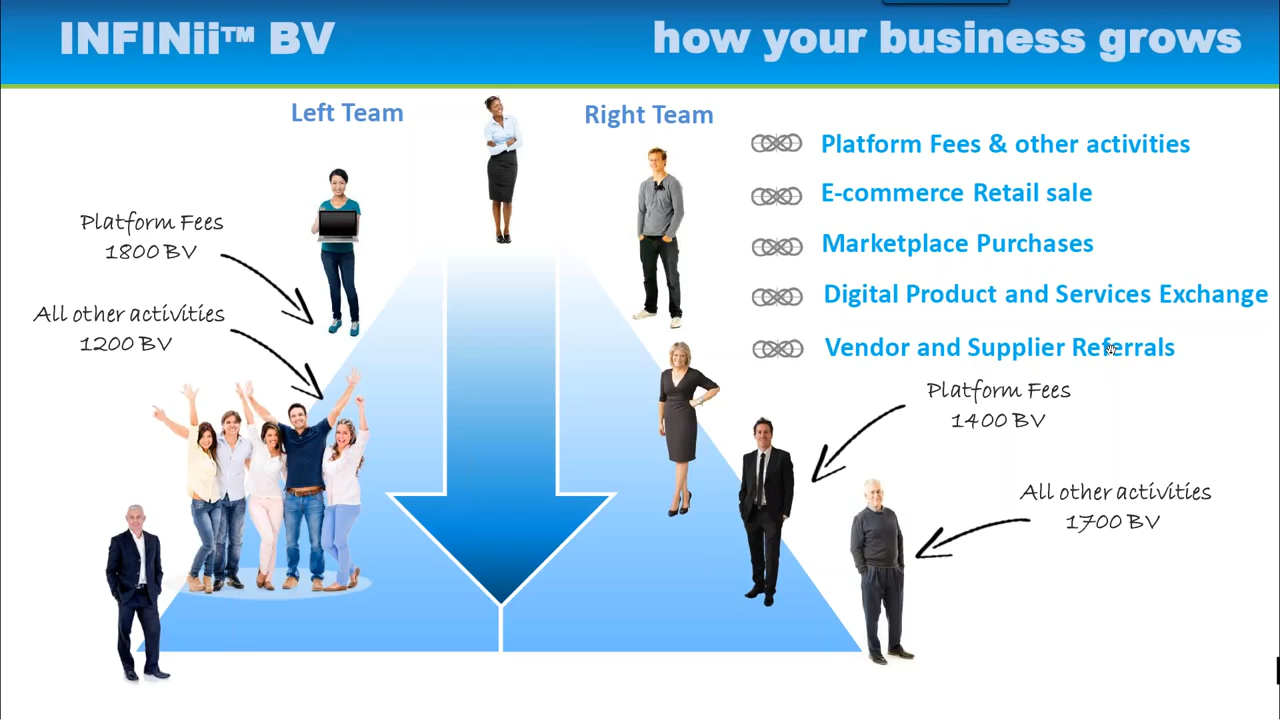 INFINii™ BV
how your business grows
Left Team
Right Team
Platform Fees & other activities
E-commerce Retail sale
Marketplace Purchases
Digital Product and Services Exchange
Vendor and Supplier Referrals
Platform Fees
1800 BV
All other activities
1200 BV
Platform Fees
1400 BV
All other activities
1700 BV